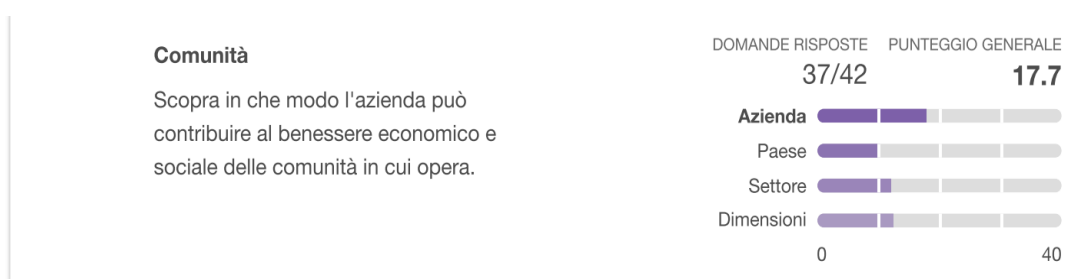 Comunità
Scopra in che modo l'azienda può
contribuire al benessere economico e
sociale delle comunità in cui opera.
DOMANDE RISPOSTE PUNTEGGIO GENERALE
37/42 17.7
Azienda
Paese
Settore
Dimensioni
0 40